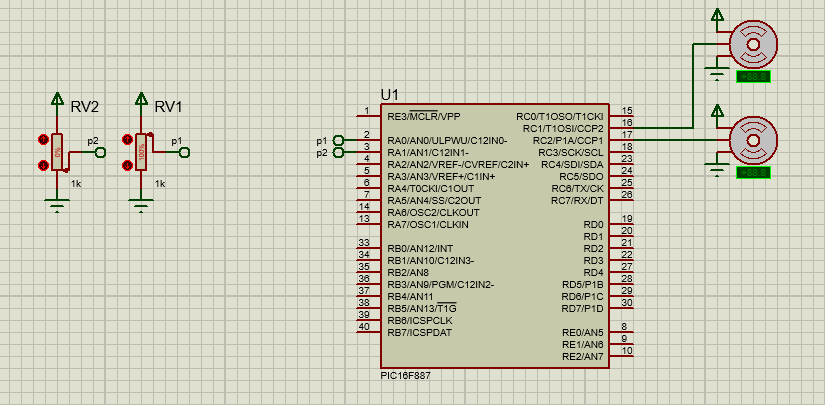 RV2
RV1
p2
p1
0%
100%
1k
1k
U1
1
RE3/MCLR/VPP
2
RA0/AN0/ULPWU/C12IN0-
3
RA1/AN1/C12IN1-
4
RA2/AN2/VREF-/CVREF/C2IN+
5
RA3/AN3/VREF+/C1IN+
6
RA4/T0CKI/C1OUT
7
RA5/AN4/SS/C2OUT
14
RA6/OSC2/CLKOUT
13
RA7/OSC1/CLKIN
33
RB0/AN12/INT
34
RB1/AN10/C12IN3-
35
RB2/AN8
36
RB3/AN9/PGM/C12IN2-
37
RB4/AN11
38
RB5/AN13/T1G
39
RB6/ICSPCLK
40
RB7/ICSPDAT
p1
p2
RC0/T1OSO/T1CKI
15
RC1/T1OSI/CCP2
16
RC2/P1A/CCP1
17
RC3/SCK/SCL
18
RC4/SDI/SDA
23
RC5/SDO
24
RC6/TX/CK
25
RC7/RX/DT
26
RD0
19
RD1
20
RD2
21
RD3
22
RD4
27
RD5/P1B
28
RD6/P1C
29
RD7/P1D
30
RE0/AN5
8
RE1/AN6
9
RE2/AN7
10
PIC16F887
+88.8
+88.8